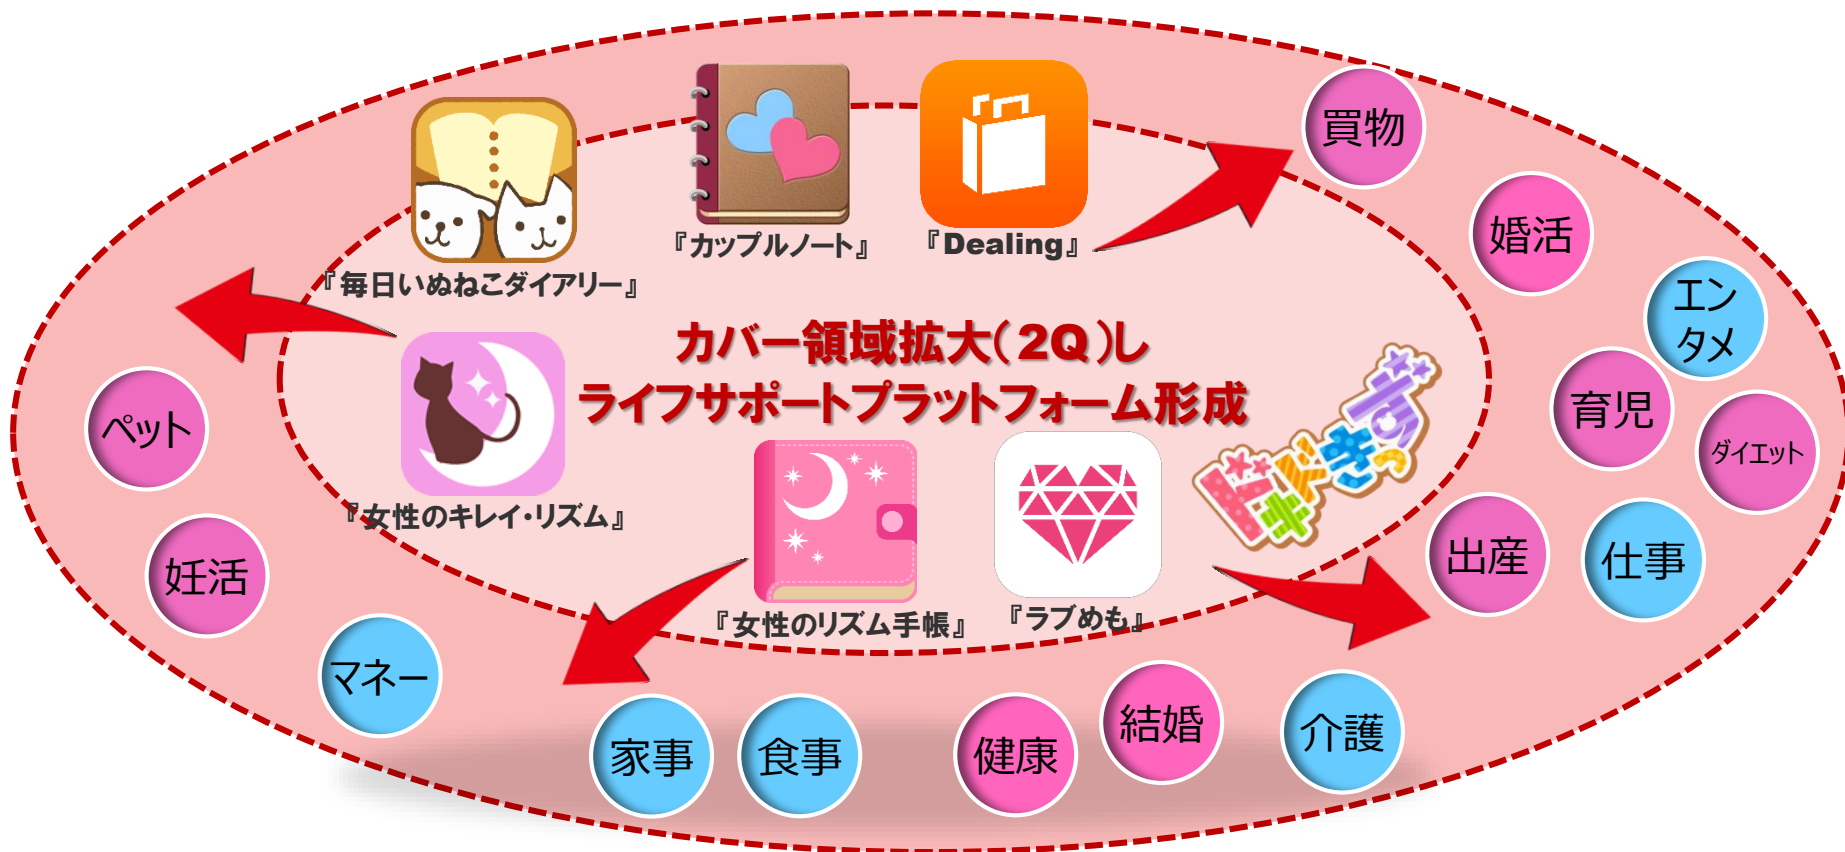 買物
『カップルノート』
『Dealing』
婚活
『毎日いぬねこダイアリー』
エン
タメ
カバー領域拡大(2Q)し
ライフサポートプラットフォーム形成
ペット
育児
ダイエット
『女性のキレイ・リズム』
出産
仕事
妊活
『女性のリズム手帳』
『ラブめも』
マネー
結婚
介護
家事
食事
健康